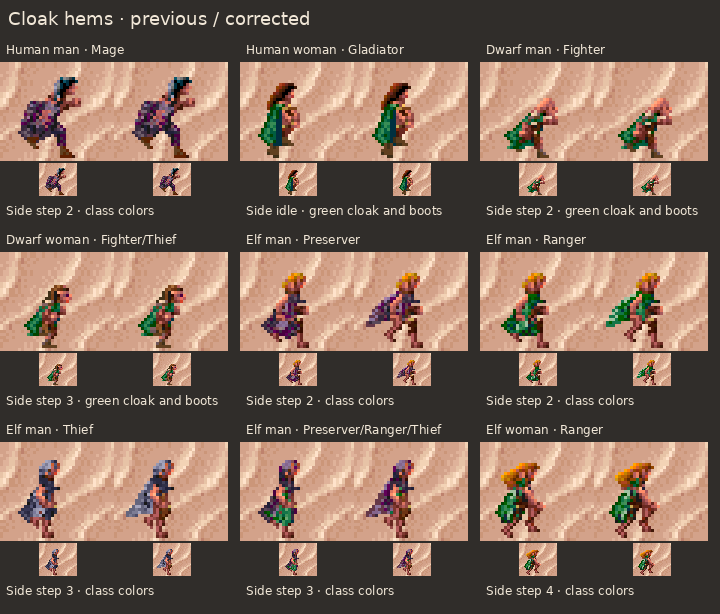 Cloak hems · previous / corrected
Human man · Mage
Human woman · Gladiator
Dwarf man · Fighter
Side step 2 · class colors
Side idle · green cloak and boots
Side step 2 · green cloak and boots
Dwarf woman · Fighter/Thief
Elf man · Preserver
Elf man · Ranger
Side step 3 · green cloak and boots
Side step 2 · class colors
Side step 2 · class colors
Elf man · Thief
Elf man · Preserver/Ranger/Thief
Elf woman · Ranger
Side step 3 · class colors
Side step 3 · class colors
Side step 4 · class colors